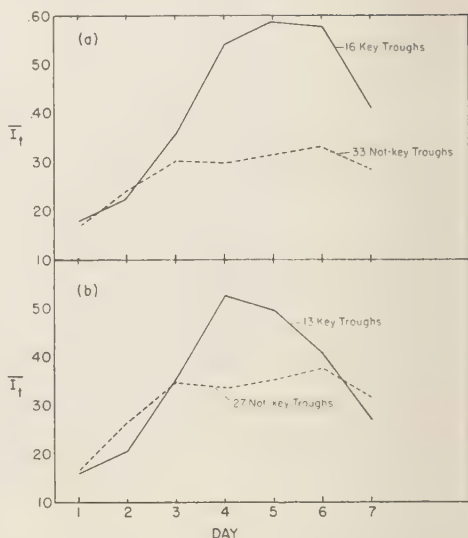 .60
(a)
.50
16 Key Troughs
.40
I̅t
.30
33 Not-key Troughs
.20
.10
(b)
.50
13 Key Troughs
.40
I̅t
.30
27 Not-key Troughs
.20
.10
1 2 3 4 5 6 7
DAY